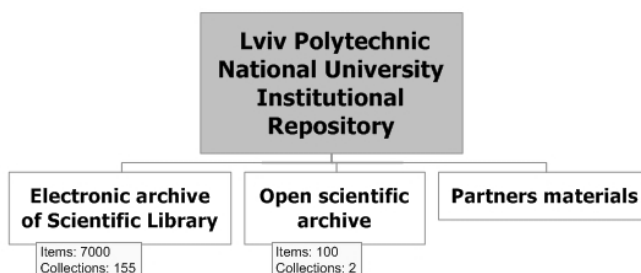 Lviv Polytechnic
National University
Institutional
Repository
Electronic archive
of Scientific Library
Open scientific
archive
Partners materials
Items: 7000
Collections: 155
Items: 100
Collections: 2